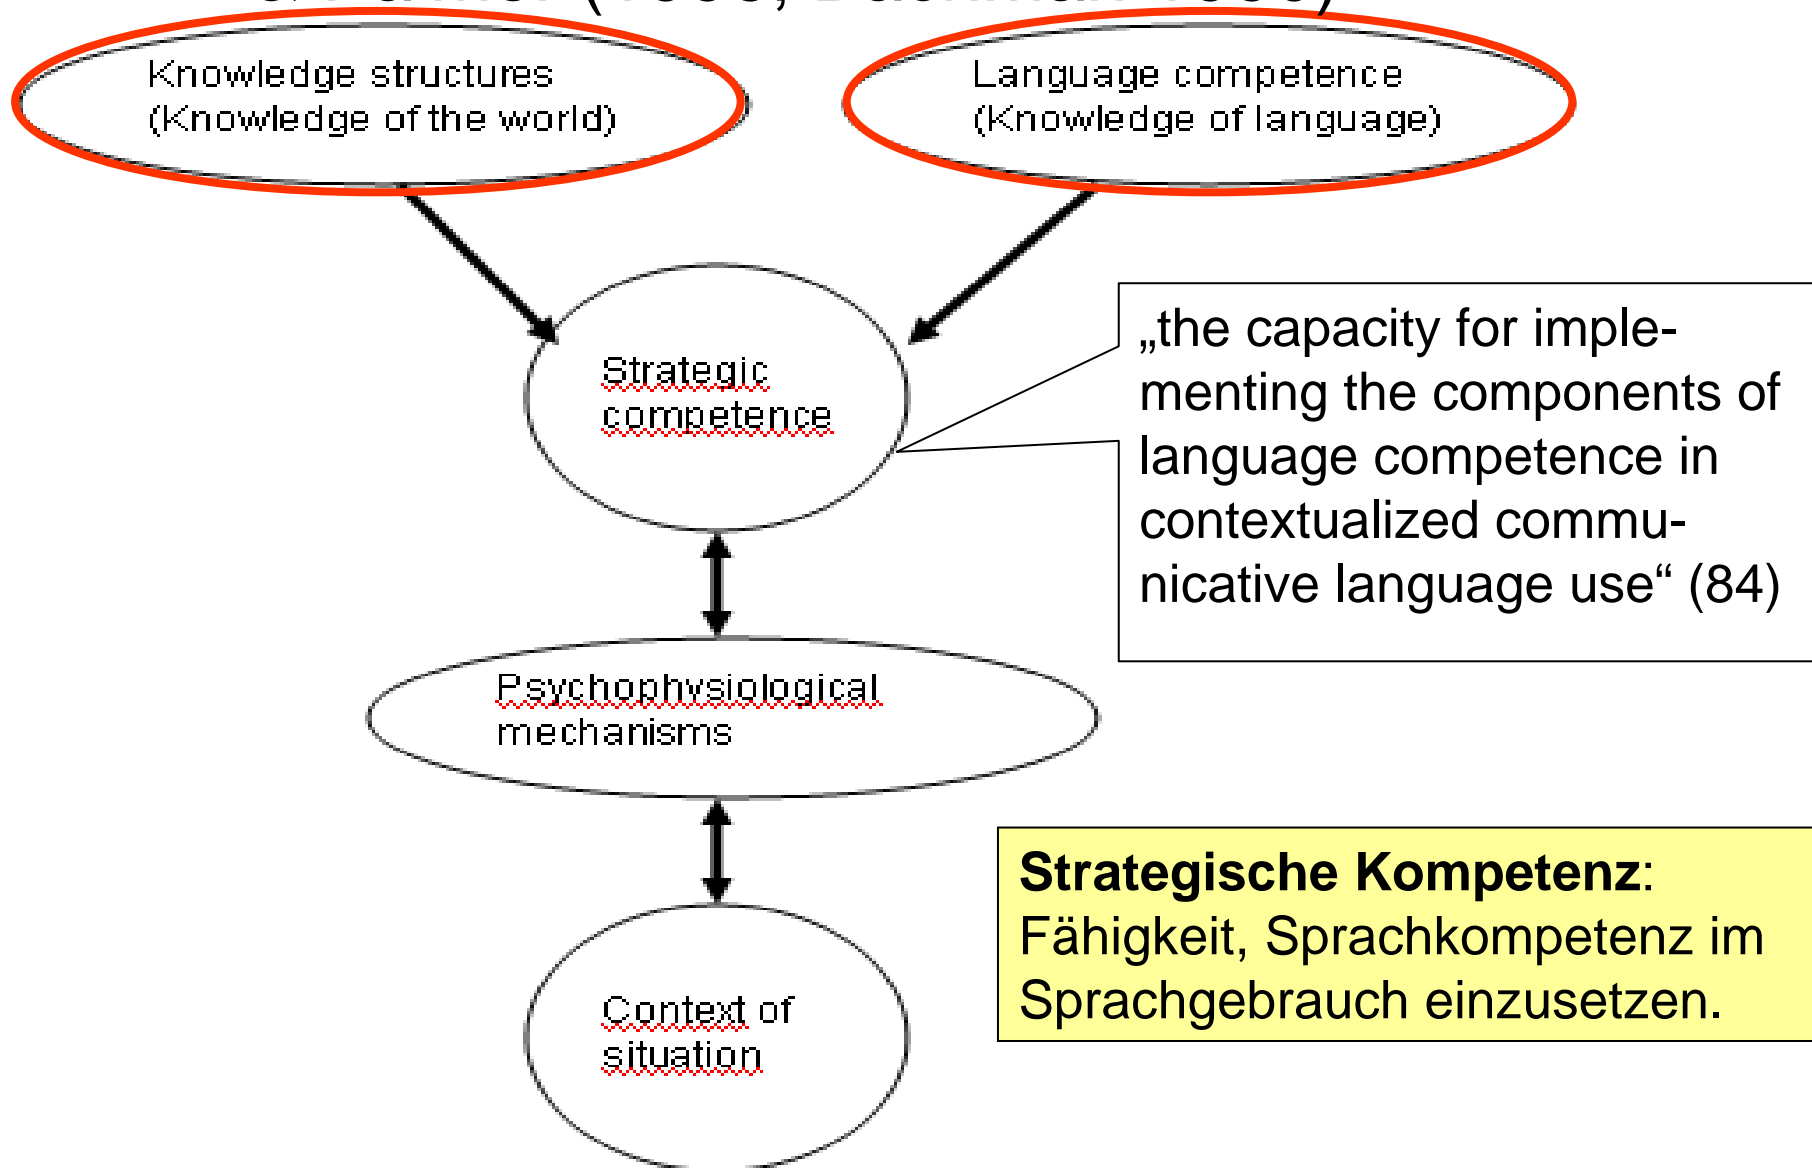 Knowledge structures
(Knowledge of the world)
Language competence
(Knowledge of language)
Strategic
competence
„the capacity for imple-
menting the components of
language competence in
contextualized commu-
nicative language use“ (84)
Psychophysiological
mechanisms
Strategische Kompetenz:
Fähigkeit, Sprachkompetenz im
Sprachgebrauch einzusetzen.
Context of
situation